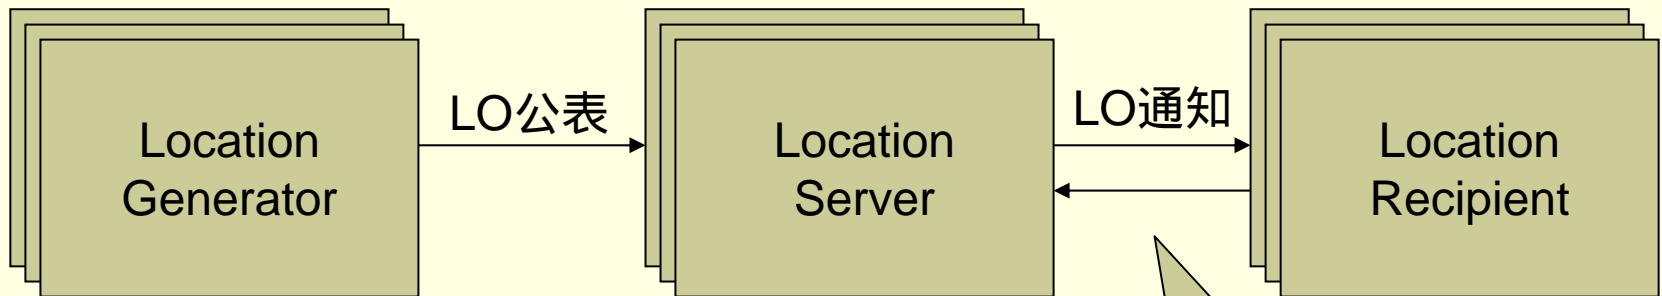 Location
Generator
LO公表
Location
Server
LO通知
Location
Recipient